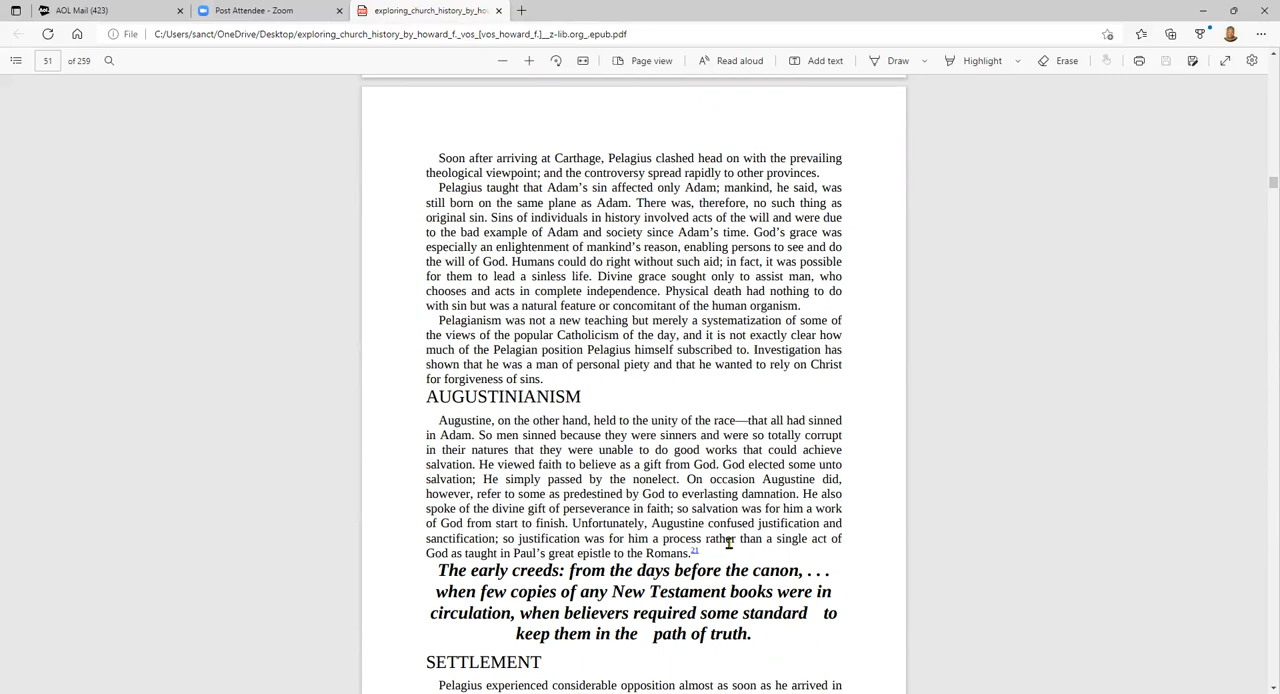 AOL Mail (423)
Post Attendee - Zoom
exploring_church_history_by_ho
File
C:/Users/sanct/OneDrive/Desktop/exploring_church_history_by_howard_f._vos_[vos_howard_f.]__z-lib.org_.epub.pdf
51 of 259
Page view
Read aloud
Add text
Draw
Highlight
Erase
Soon after arriving at Carthage, Pelagius clashed head on with the prevailing
theological viewpoint; and the controversy spread rapidly to other provinces.
Pelagius taught that Adam's sin affected only Adam; mankind, he said, was
still born on the same plane as Adam. There was, therefore, no such thing as
original sin. Sins of individuals in history involved acts of the will and were due
to the bad example of Adam and society since Adam's time. God's grace was
especially an enlightenment of mankind's reason, enabling persons to see and do
the will of God. Humans could do right without such aid; in fact, it was possible
for them to lead a sinless life. Divine grace sought only to assist man, who
chooses and acts in complete independence. Physical death had nothing to do
with sin but was a natural feature or concomitant of the human organism.
Pelagianism was not a new teaching but merely a systematization of some of
the views of the popular Catholicism of the day, and it is not exactly clear how
much of the Pelagian position Pelagius himself subscribed to. Investigation has
shown that he was a man of personal piety and that he wanted to rely on Christ
for forgiveness of sins.
AUGUSTINIANISM
Augustine, on the other hand, held to the unity of the race—that all had sinned
in Adam. So men sinned because they were sinners and were so totally corrupt
in their natures that they were unable to do good works that could achieve
salvation. He viewed faith to believe as a gift from God. God elected some unto
salvation; He simply passed by the nonelect. On occasion Augustine did,
however, refer to some as predestined by God to everlasting damnation. He also
spoke of the divine gift of perseverance in faith; so salvation was for him a work
of God from start to finish. Unfortunately, Augustine confused justification and
sanctification; so justification was for him a process rather than a single act of
God as taught in Paul's great epistle to the Romans.21
The early creeds: from the days before the canon, . . .
when few copies of any New Testament books were in
circulation, when believers required some standard to
keep them in the path of truth.
SETTLEMENT
Pelagius experienced considerable opposition almost as soon as he arrived in